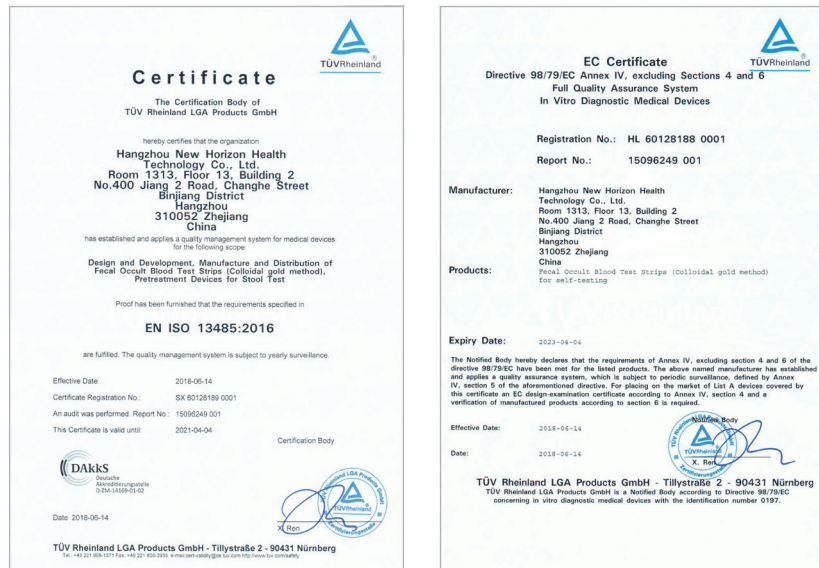 TÜVRheinland
Certificate
The Certification Body of
TÜV Rheinland LGA Products GmbH
hereby certifies that the organization
Hangzhou New Horizon Health
Technology Co., Ltd.
Room 1313, Floor 13, Building 2
No.400 Jiang 2 Road, Changhe Street
Binjiang District
Hangzhou
310052 Zhejiang
China
has established and applies a quality management system for medical devices
for the following scope:
Design and Development, Manufacture and Distribution of
Fecal Occult Blood Test Strips (Colloidal gold method),
Pretreatment Devices for Stool Test
Proof has been furnished that the requirements specified in
EN ISO 13485:2016
are fulfilled. The quality management system is subject to yearly surveillance.
Effective Date: 2018-06-14
Certificate Registration No.: SX 60128189 0001
An audit was performed. Report No.: 15096249 001
This Certificate is valid until: 2021-04-04
Certification Body
DAkkS
Deutsche
Akkreditierungsstelle
D-ZM-14169-01-02
Date 2018-06-14
TÜVRheinland
X. Ren
TÜV Rheinland LGA Products GmbH - Tillystraße 2 - 90431 Nürnberg
TÜVRheinland
EC Certificate
Directive 98/79/EC Annex IV, excluding Sections 4 and 6
Full Quality Assurance System
In Vitro Diagnostic Medical Devices
Registration No.: HL 60128188 0001
Report No.: 15096249 001
Manufacturer: Hangzhou New Horizon Health
Technology Co., Ltd.
Room 1313, Floor 13, Building 2
No.400 Jiang 2 Road, Changhe Street
Binjiang District
Hangzhou
310052 Zhejiang
China
Products: Fecal Occult Blood Test Strips (Colloidal gold method)
for self-testing
Expiry Date: 2023-04-04
The Notified Body hereby declares that the requirements of Annex IV, excluding section 4 and 6 of the
directive 98/79/EC have been met for the listed products. The above named manufacturer has established
and applies a quality assurance system, which is subject to periodic surveillance, defined by Annex
IV, section 5 of the aforementioned directive. For placing on the market of List A devices covered by
this certificate an EC design-examination certificate according to Annex IV, section 4 and a
verification of manufactured products according to section 6 is required.
Effective Date: 2018-06-14
Notified Body
Date: 2018-06-14
TÜVRheinland
X. Ren
TÜV Rheinland LGA Products GmbH - Tillystraße 2 - 90431 Nürnberg
TÜV Rheinland LGA Products GmbH is a Notified Body according to Directive 98/79/EC
concerning in vitro diagnostic medical devices with the identification number 0197.